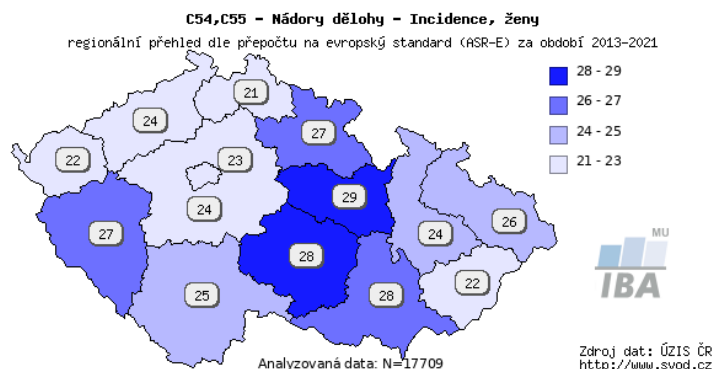 C54,C55 - Nádory dělohy - Incidence, ženy
regionální přehled dle přepočtu na evropský standard (ASR-E) za období 2013-2021
28 - 29
26 - 27
24 - 25
21 - 23
21
24
27
22
23
29
24
27
24
26
28
22
25
28
MU
IBA
Analyzovaná data: N=17709
Zdroj dat: ÚZIS ČR
http://www.svod.cz